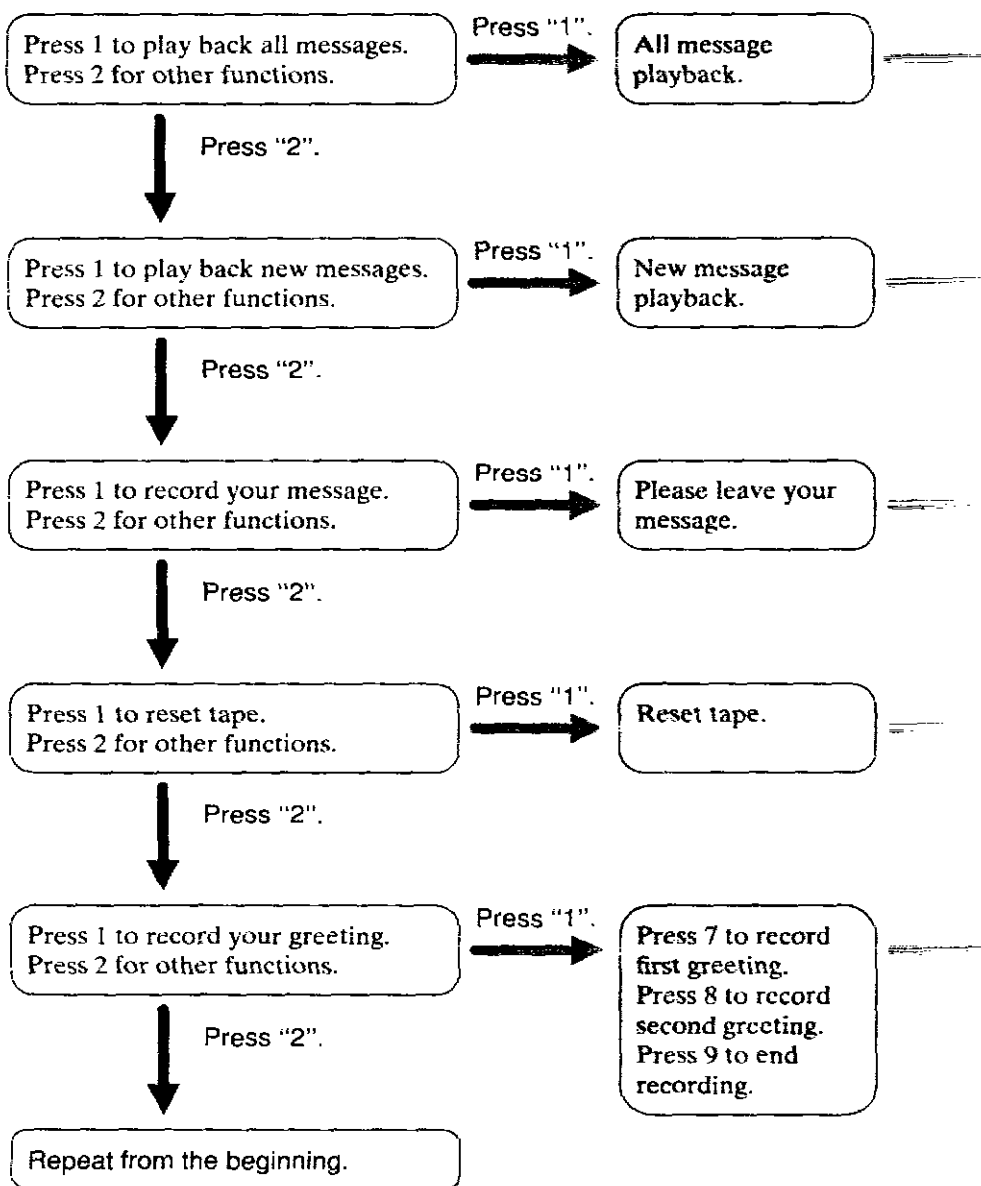 Press 1 to play back all messages.
Press 2 for other functions.
Press "1".
All message
playback.
Press "2".
Press 1 to play back new messages.
Press 2 for other functions.
Press "1".
New message
playback.
Press "2".
Press 1 to record your message.
Press 2 for other functions.
Press "1".
Please leave your
message.
Press "2".
Press 1 to reset tape.
Press 2 for other functions.
Press "1".
Reset tape.
Press "2".
Press 1 to record your greeting.
Press 2 for other functions.
Press "1".
Press 7 to record
first greeting.
Press 8 to record
second greeting.
Press 9 to end
recording.
Press "2".
Repeat from the beginning.